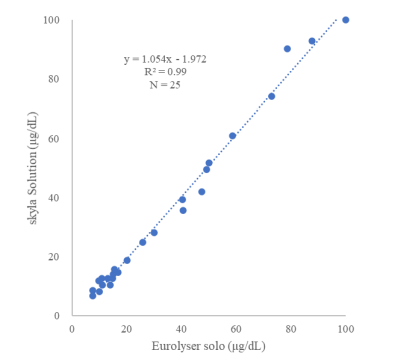 100
80
60
40
20
0
skyla Solution (µg/dL)
y = 1.054x - 1.972
R² = 0.99
N = 25
0 20 40 60 80 100
Eurolyser solo (µg/dL)